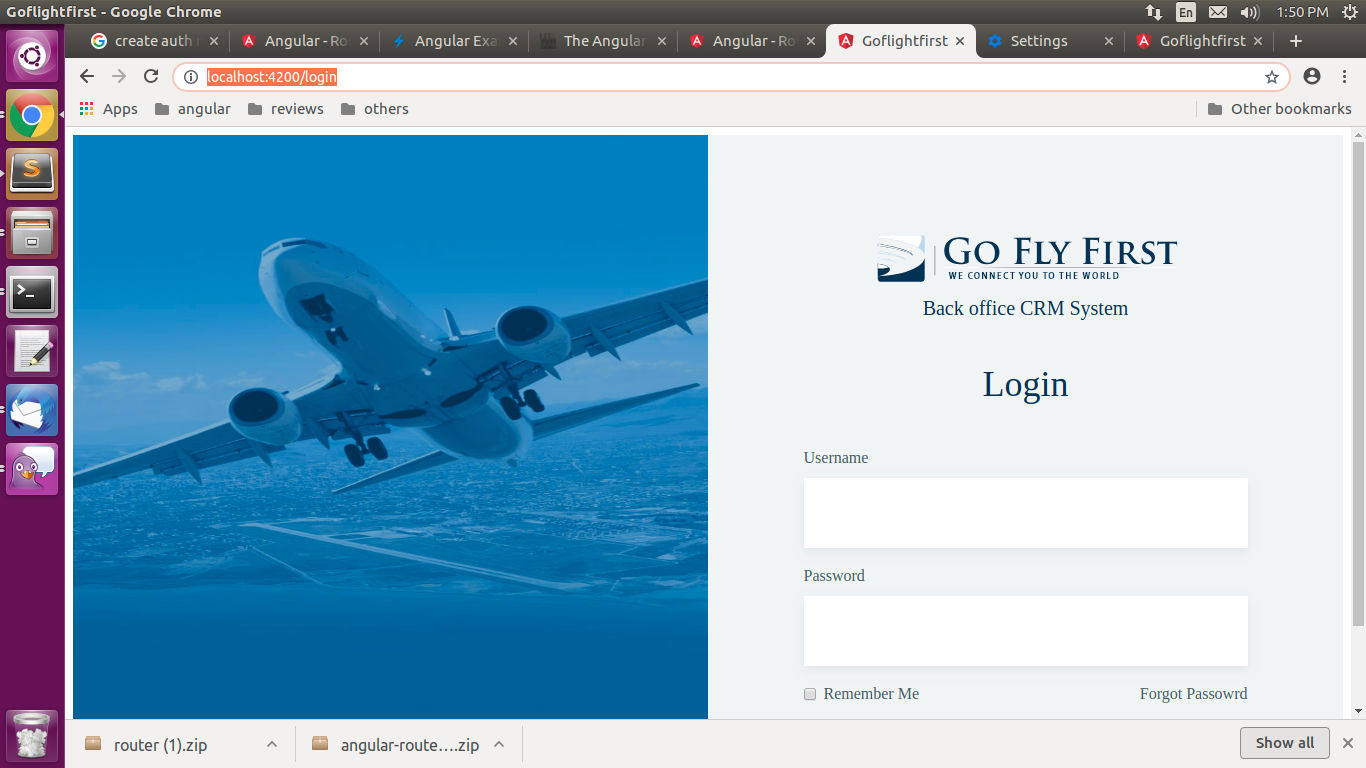 Goflightfirst - Google Chrome
En
1:50 PM
create auth
Angular - Ro
Angular Exa
The Angular
Angular - Ro
Goflightfirst
Settings
Goflightfirst
localhost:4200/login
Apps
angular
reviews
others
Other bookmarks
GO FLY FIRST
WE CONNECT YOU TO THE WORLD
Back office CRM System
Login
Username
Password
Remember Me
Forgot Passowrd
router (1).zip
angular-route....zip
Show all